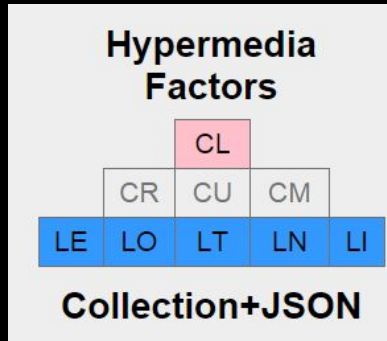 Hypermedia
Factors
CL
CR CU CM
LE LO LT LN LI
Collection+JSON